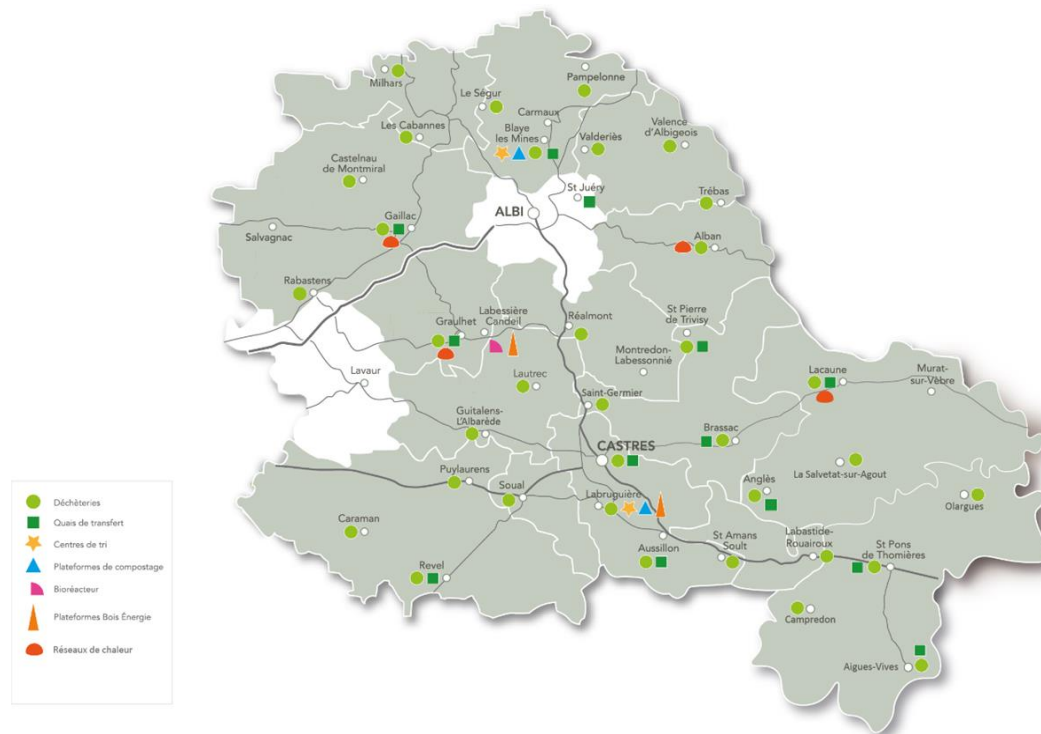 Milhars
Pampelonne
Le Ségur
Carmaux
Les Cabannes
Blaye
les Mines
Valderiès
Valence
d'Albigeois
Castelnau
de Montmiral
St Juéry
Trébas
ALBI
Gaillac
Salvagnac
Alban
Rabastens
Labessière
Candeil
Graulhet
Réalmont
St Pierre
de Trivisy
Montredon-
Labessonnié
Lavaur
Lautrec
Lacaune
Murat-
sur-Vèbre
Saint-Germier
Guitalens-
L'Albarède
Brassac
CASTRES
La Salvetat-sur-Agout
Puylaurens
Soual
Anglès
Labruguière
Olargues
Caraman
Labastide-
Rouairoux
St Amans
Soult
St Pons
de Thomières
Aussillon
Revel
Campredon
Aigues-Vives
Déchèteries
Quais de transfert
Centres de tri
Plateformes de compostage
Bioréacteur
Plateformes Bois Énergie
Réseaux de chaleur